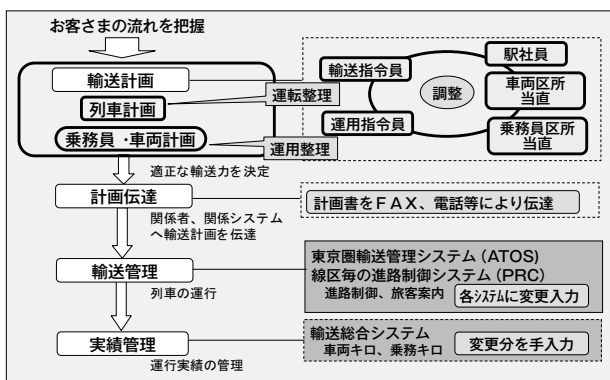 お客さまの流れを把握
輸送計画
列車計画
乗務員・車両計画
運転整理
運用整理
輸送指令員
運用指令員
調整
駅社員
車両区所
当直
乗務員区所
当直
適正な輸送力を決定
計画伝達
計画書をＦＡＸ、電話等により伝達
関係者、関係システム
へ輸送計画を伝達
輸送管理
東京圏輸送管理システム(ATOS)
線区毎の進路制御システム(PRC)
進路制御、旅客案内
各システムに変更入力
列車の運行
実績管理
輸送総合システム
車両キロ、乗務キロ
変更分を手入力
運行実績の管理